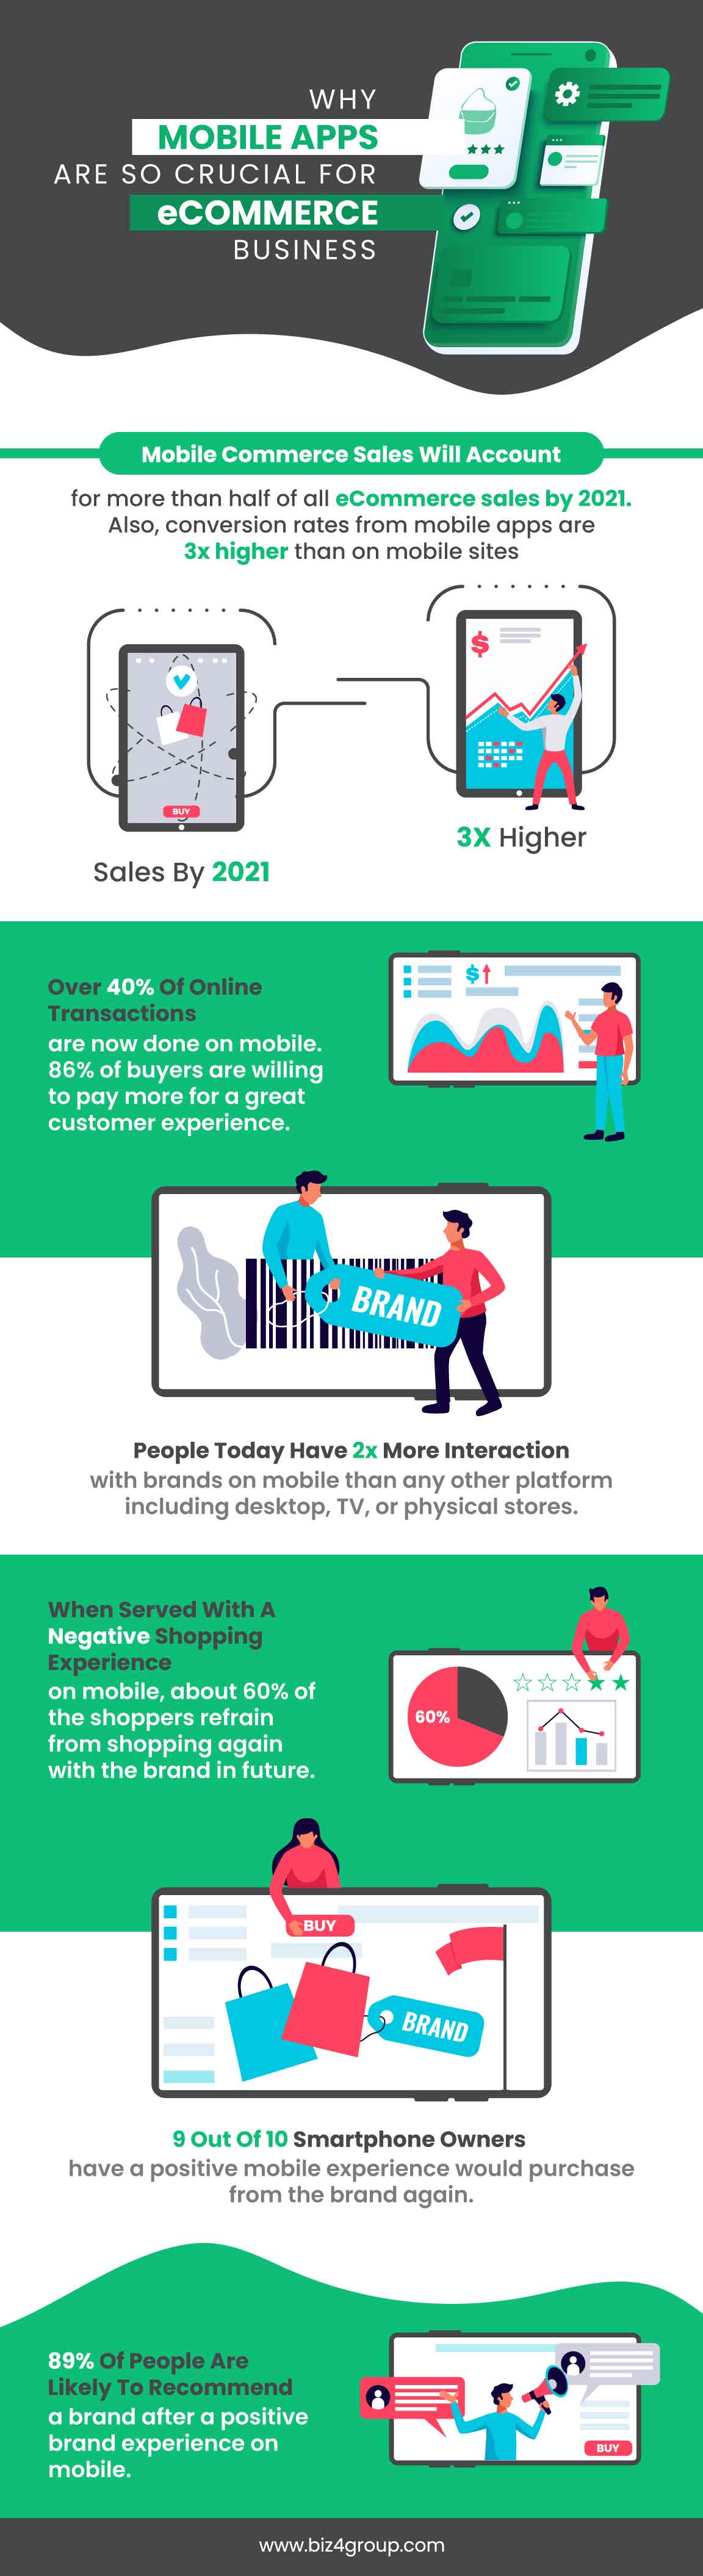 WHY
MOBILE APPS
ARE SO CRUCIAL FOR
eCOMMERCE
BUSINESS
Mobile Commerce Sales Will Account
for more than half of all eCommerce sales by 2021.
Also, conversion rates from mobile apps are
3x higher than on mobile sites
BUY
Sales By 2021
$
3X Higher
Over 40% Of Online
Transactions
are now done on mobile.
86% of buyers are willing
to pay more for a great
customer experience.
$
BRAND
People Today Have 2x More Interaction
with brands on mobile than any other platform
including desktop, TV, or physical stores.
When Served With A
Negative Shopping
Experience
on mobile, about 60% of
the shoppers refrain
from shopping again
with the brand in future.
60%
BUY
BRAND
9 Out Of 10 Smartphone Owners
have a positive mobile experience would purchase
from the brand again.
89% Of People Are
Likely To Recommend
a brand after a positive
brand experience on
mobile.
BUY
www.biz4group.com